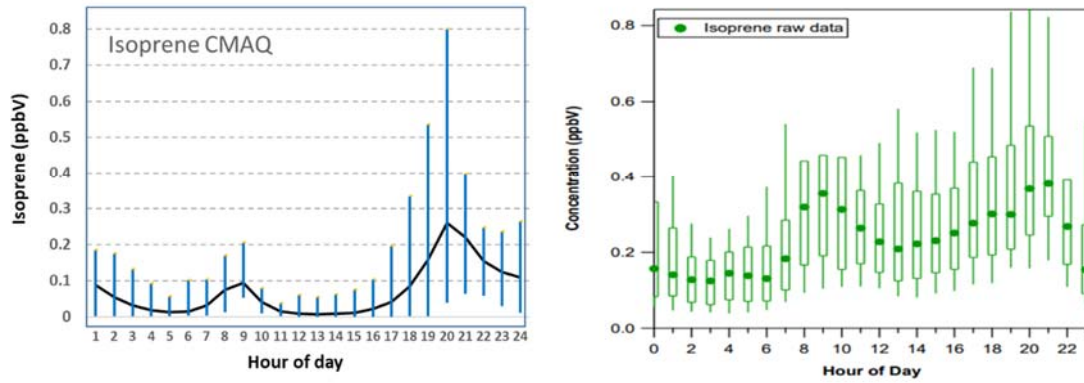 Isoprene CMAQ
Isoprene (ppbV)
0.8
0.7
0.6
0.5
0.4
0.3
0.2
0.1
0
1 2 3 4 5 6 7 8 9 10 11 12 13 14 15 16 17 18 19 20 21 22 23 24
Hour of day
Isoprene raw data
Concentration (ppbV)
0.8
0.6
0.4
0.2
0.0
0 2 4 6 8 10 12 14 16 18 20 22
Hour of Day